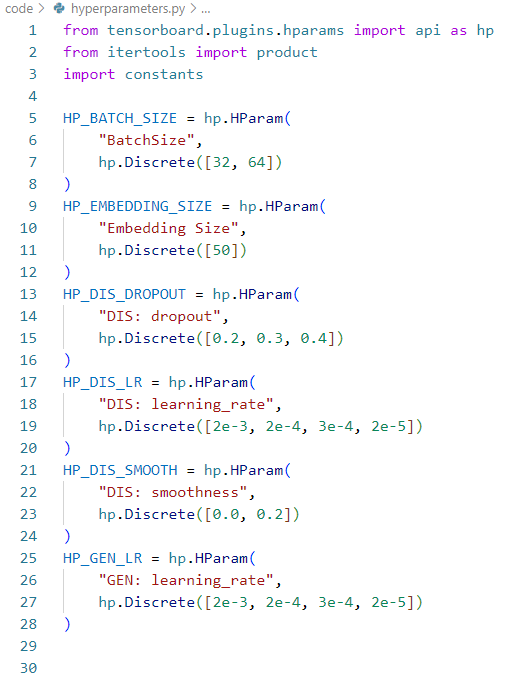 code > hyperparameters.py > ...
1 from tensorboard.plugins.hparams import api as hp
2 from itertools import product
3 import constants
4
5 HP_BATCH_SIZE = hp.HParam(
6     "BatchSize",
7     hp.Discrete([32, 64])
8 )
9 HP_EMBEDDING_SIZE = hp.HParam(
10     "Embedding Size",
11     hp.Discrete([50])
12 )
13 HP_DIS_DROPOUT = hp.HParam(
14     "DIS: dropout",
15     hp.Discrete([0.2, 0.3, 0.4])
16 )
17 HP_DIS_LR = hp.HParam(
18     "DIS: learning_rate",
19     hp.Discrete([2e-3, 2e-4, 3e-4, 2e-5])
20 )
21 HP_DIS_SMOOTH = hp.HParam(
22     "DIS: smoothness",
23     hp.Discrete([0.0, 0.2])
24 )
25 HP_GEN_LR = hp.HParam(
26     "GEN: learning_rate",
27     hp.Discrete([2e-3, 2e-4, 3e-4, 2e-5])
28 )
29
30